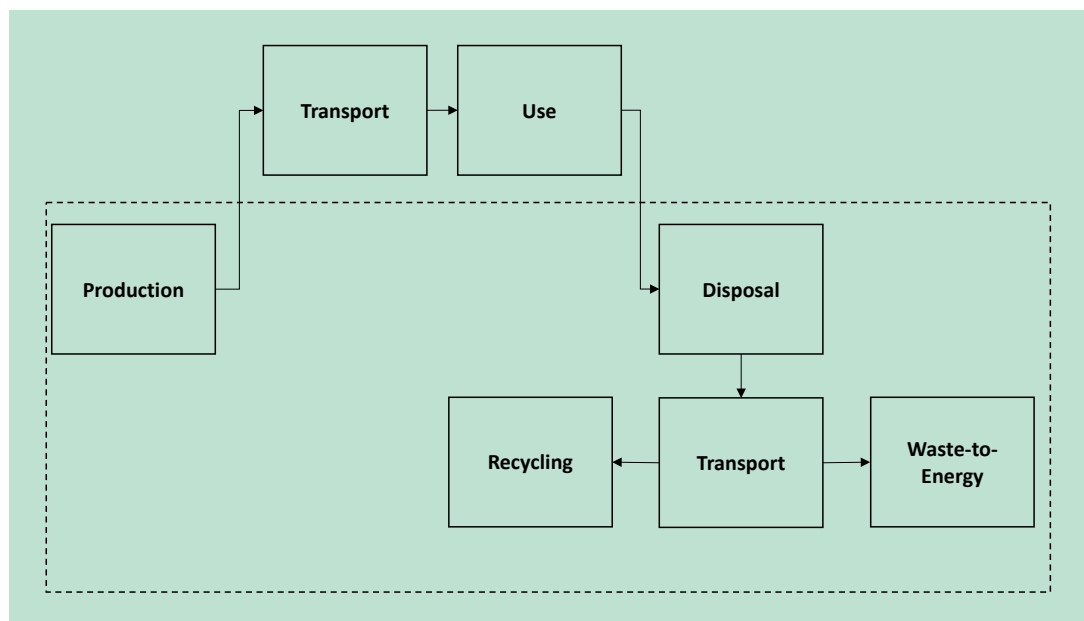 Transport
Use
Production
Disposal
Recycling
Transport
Waste-to-
Energy